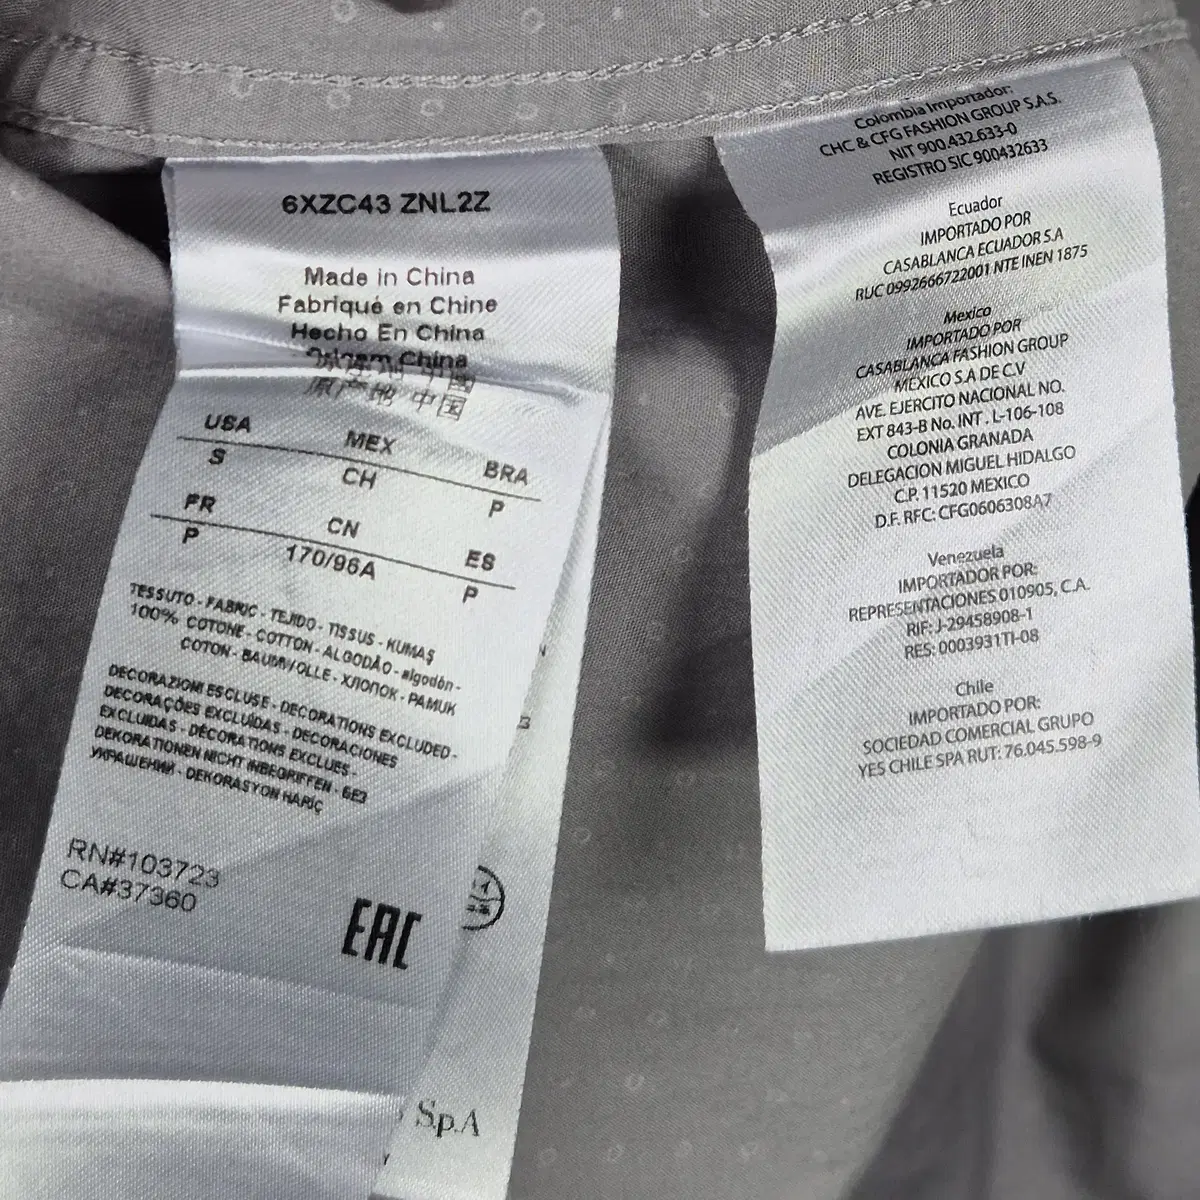 6XZC43 ZNL2Z
Made in China
Fabriqué en Chine
Hecho En China
Origem China
原产地 中国
USA MEX BRA
S CH P
FR CN ES
P 170/96A P
TESSUTO - FABRIC - TEJIDO - TISSUS - KUMAŞ
100% COTONE - COTTON - ALGODÃO - algodón -
COTON - BAUMWOLLE - ХЛОПОК - PAMUK
DECORAZIONI ESCLUSE - DECORATIONS EXCLUDED -
DECORAÇÕES EXCLUÍDAS - DECORACIONES
EXCLUIDAS - DÉCORATIONS EXCLUES -
DEKORATIONEN NICHT INBEGRIFFEN - БЕЗ
УКРАШЕНИЙ - DEKORASYON HARİÇ
RN#103723
CA#37360
EAC
SpA
Colombia Importador:
CHC & CFG FASHION GROUP S.A.S.
NIT 900.432.633-0
REGISTRO SIC 900432633
Ecuador
IMPORTADO POR
CASABLANCA ECUADOR S.A
RUC 0992666722001 NTE INEN 1875
Mexico
IMPORTADO POR
CASABLANCA FASHION GROUP
MEXICO S.A DE C.V
AVE. EJERCITO NACIONAL NO.
EXT 843-B No. INT . L-106-108
COLONIA GRANADA
DELEGACION MIGUEL HIDALGO
C.P. 11520 MEXICO
D.F. RFC: CFG0606308A7
Venezuela
IMPORTADOR POR:
REPRESENTACIONES 010905, C.A.
RIF: J-29458908-1
RES: 0003931TI-08
Chile
IMPORTADO POR:
SOCIEDAD COMERCIAL GRUPO
YES CHILE SPA RUT: 76.045.598-9